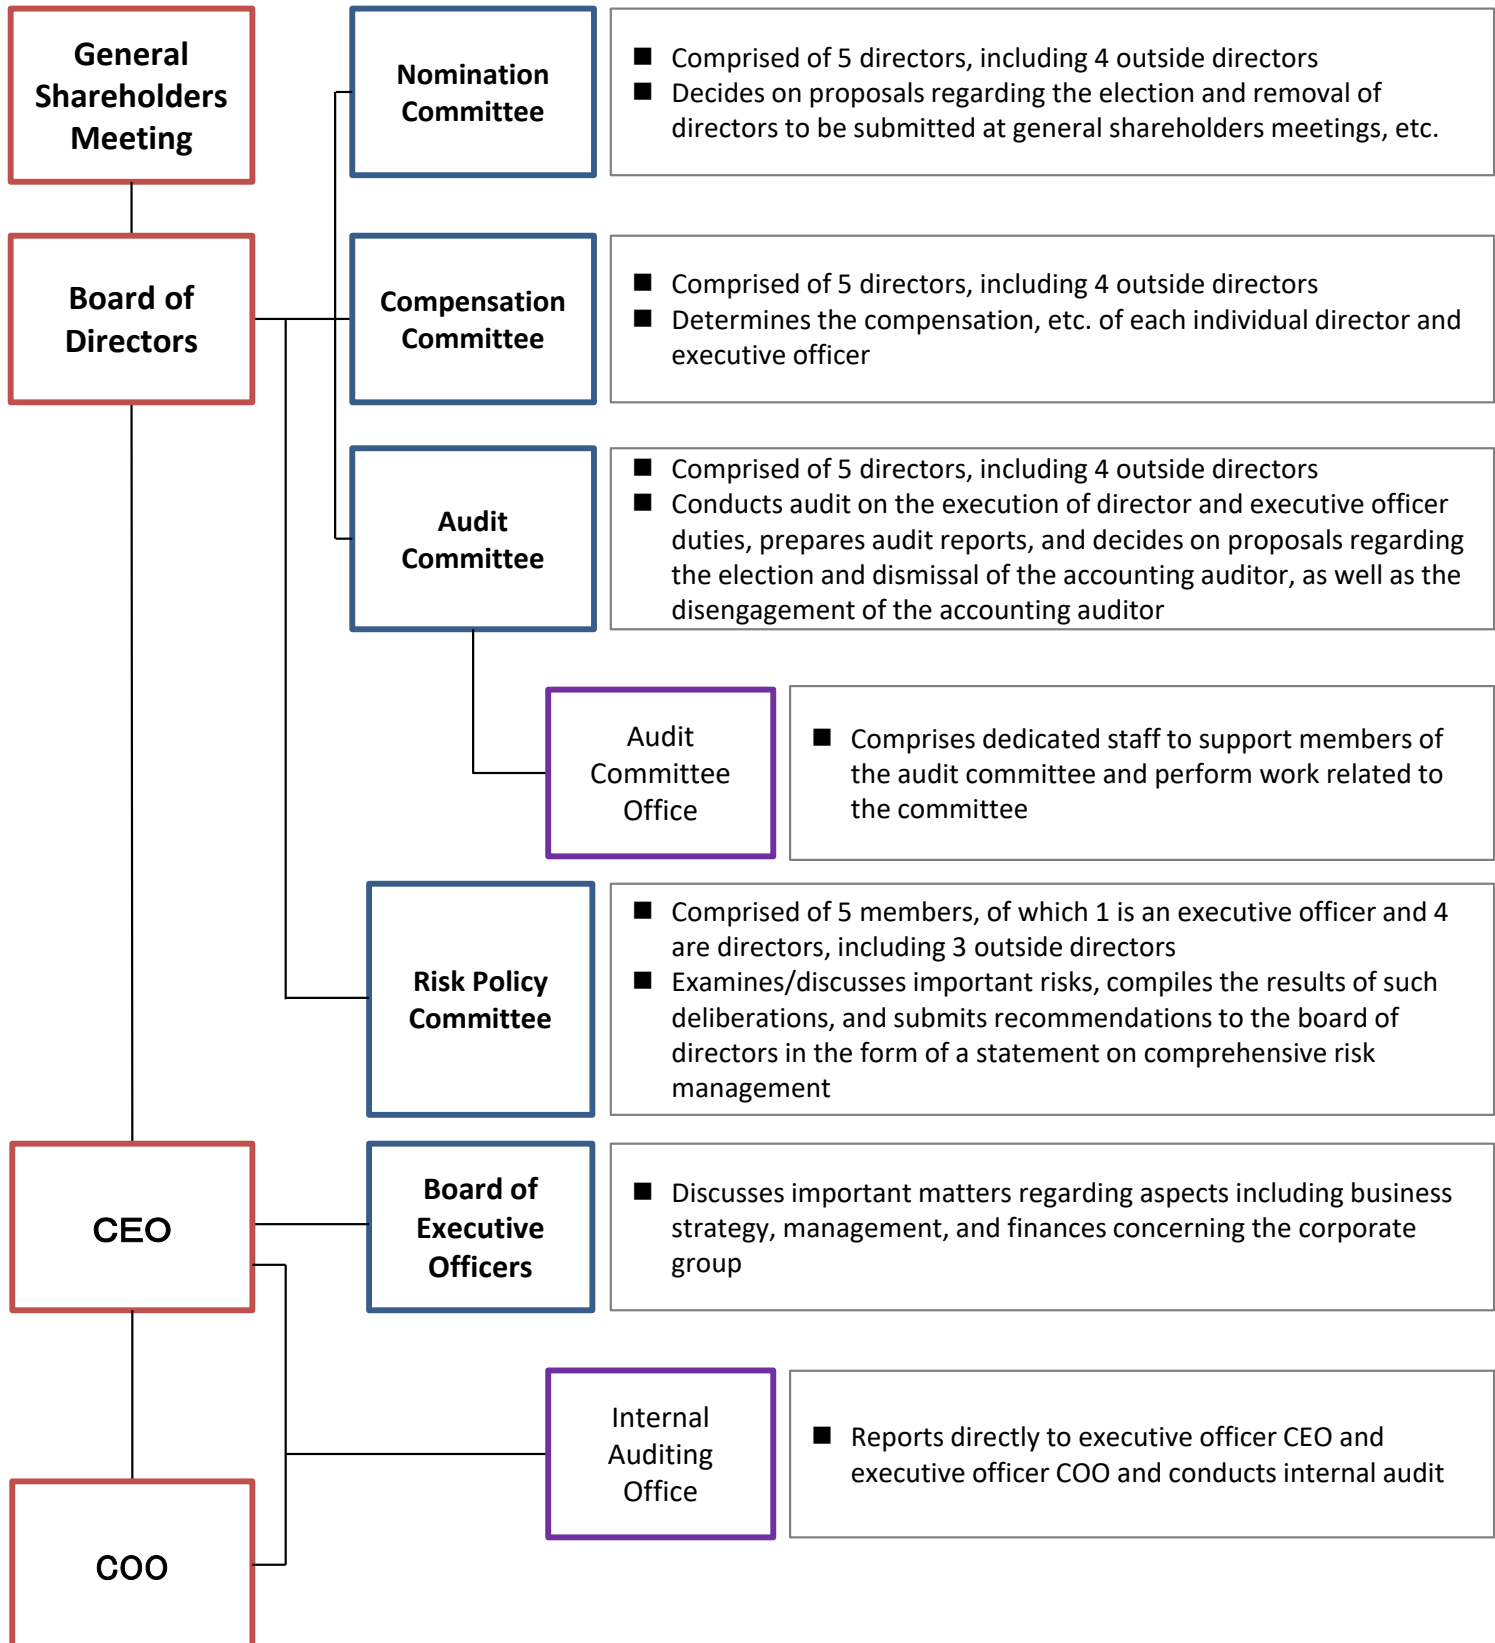 General
Shareholders
Meeting
Nomination
Committee
■ Comprised of 5 directors, including 4 outside directors
■ Decides on proposals regarding the election and removal of
directors to be submitted at general shareholders meetings, etc.
Board of
Directors
Compensation
Committee
■ Comprised of 5 directors, including 4 outside directors
■ Determines the compensation, etc. of each individual director and
executive officer
Audit
Committee
■ Comprised of 5 directors, including 4 outside directors
■ Conducts audit on the execution of director and executive officer
duties, prepares audit reports, and decides on proposals regarding
the election and dismissal of the accounting auditor, as well as the
disengagement of the accounting auditor
Audit
Committee
Office
■ Comprises dedicated staff to support members of
the audit committee and perform work related to
the committee
Risk Policy
Committee
■ Comprised of 5 members, of which 1 is an executive officer and 4
are directors, including 3 outside directors
■ Examines/discusses important risks, compiles the results of such
deliberations, and submits recommendations to the board of
directors in the form of a statement on comprehensive risk
management
CEO
Board of
Executive
Officers
■ Discusses important matters regarding aspects including business
strategy, management, and finances concerning the corporate
group
Internal
Auditing
Office
■ Reports directly to executive officer CEO and
executive officer COO and conducts internal audit
COO